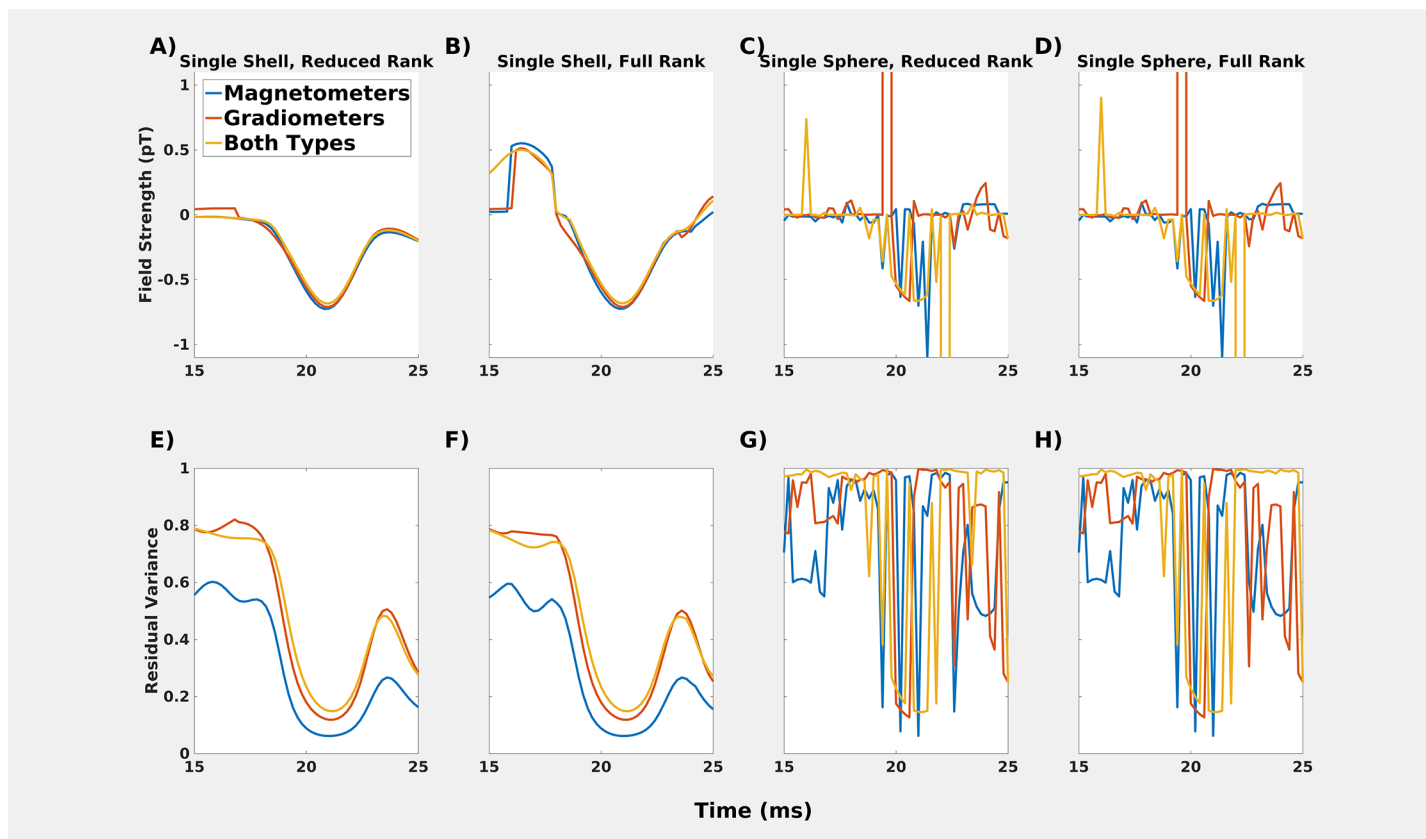 A) B) C) D)
Single Shell, Reduced Rank Single Shell, Full Rank Single Sphere, Reduced Rank Single Sphere, Full Rank
Magnetometers
Gradiometers
Both Types
Field Strength (pT)
1
0.5
0
-0.5
-1
15 20 25 15 20 25 15 20 25 15 20 25
E) F) G) H)
Residual Variance
1
0.8
0.6
0.4
0.2
0
15 20 25 15 20 25 15 20 25 15 20 25
Time (ms)